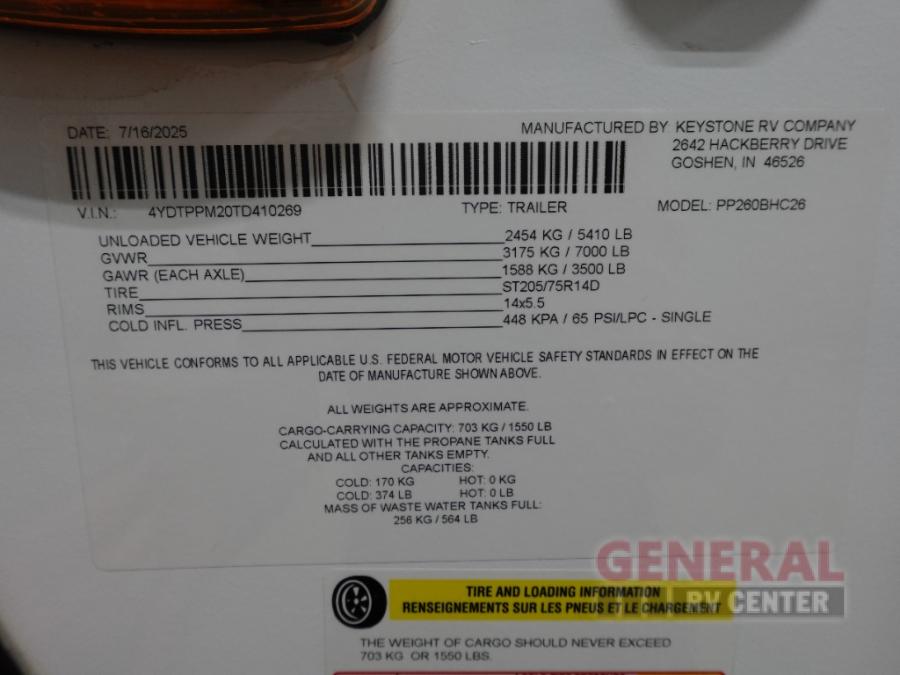 DATE: 7/16/2025
MANUFACTURED BY KEYSTONE RV COMPANY
2642 HACKBERRY DRIVE
GOSHEN, IN 46526
V.I.N.: 4YDTPPM20TD410269 TYPE: TRAILER MODEL: PP260BHC26
UNLOADED VEHICLE WEIGHT 2454 KG / 5410 LB
GVWR 3175 KG / 7000 LB
GAWR (EACH AXLE) 1588 KG / 3500 LB
TIRE ST205/75R14D
RIMS 14x5.5
COLD INFL. PRESS 448 KPA / 65 PSI/LPC - SINGLE
THIS VEHICLE CONFORMS TO ALL APPLICABLE U.S. FEDERAL MOTOR VEHICLE SAFETY STANDARDS IN EFFECT ON THE
DATE OF MANUFACTURE SHOWN ABOVE.
ALL WEIGHTS ARE APPROXIMATE.
CARGO-CARRYING CAPACITY: 703 KG / 1550 LB
CALCULATED WITH THE PROPANE TANKS FULL
AND ALL OTHER TANKS EMPTY.
CAPACITIES:
COLD: 170 KG HOT: 0 KG
COLD: 374 LB HOT: 0 LB
MASS OF WASTE WATER TANKS FULL:
256 KG / 564 LB
GENERAL
RV CENTER
TIRE AND LOADING INFORMATION
RENSEIGNEMENTS SUR LES PNEUS ET LE CHARGEMENT
THE WEIGHT OF CARGO SHOULD NEVER EXCEED
703 KG OR 1550 LBS.